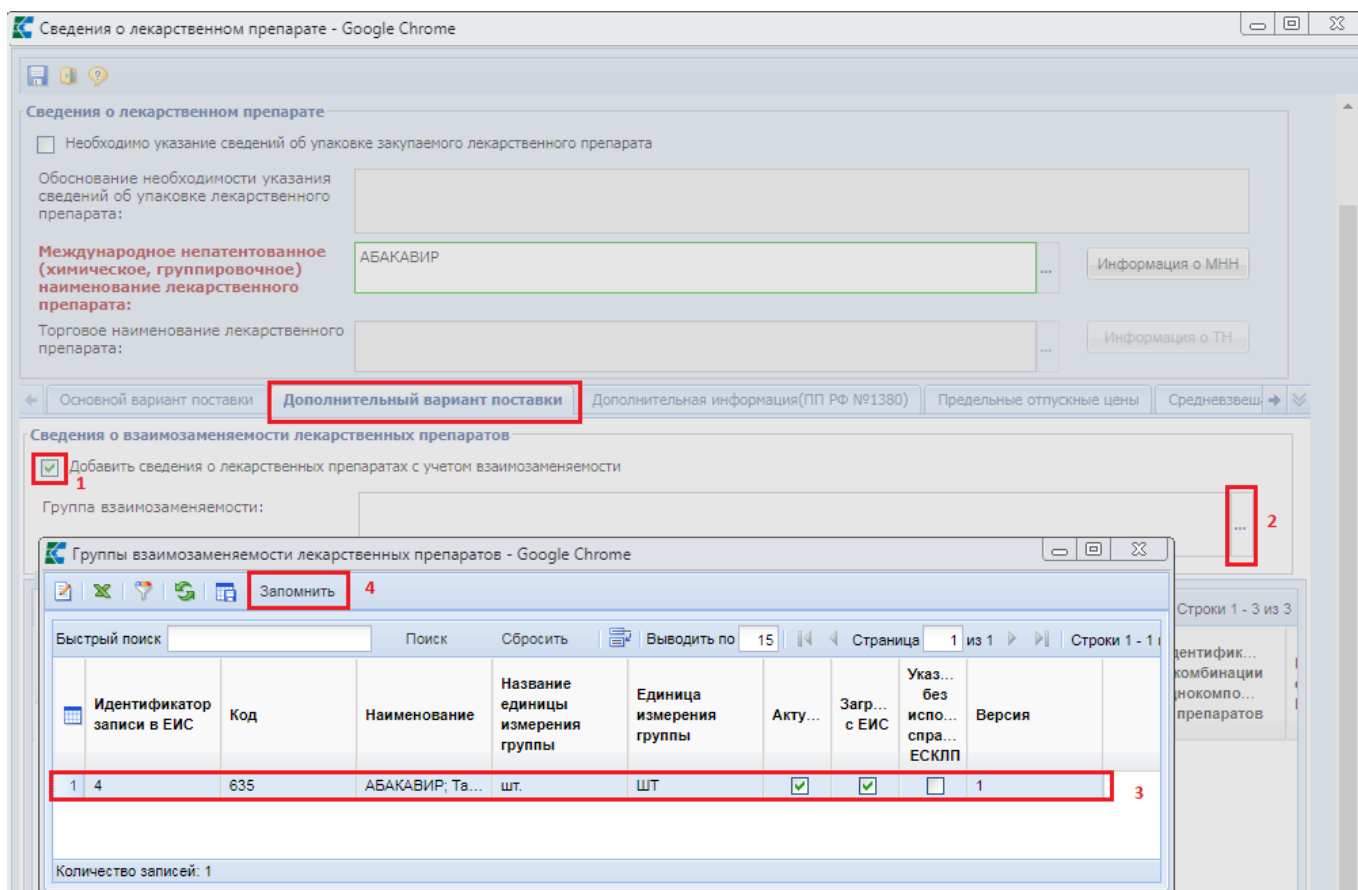 Сведения о лекарственном препарате - Google Chrome
Сведения о лекарственном препарате
Необходимо указание сведений об упаковке закупаемого лекарственного препарата
Обоснование необходимости указания
сведений об упаковке лекарственного
препарата:
Международное непатентованное
(химическое, группировочное)
наименование лекарственного
препарата:
АБАКАВИР
...
Информация о МНН
Торговое наименование лекарственного
препарата:
...
Информация о ТН
Основной вариант поставки
Дополнительный вариант поставки
Дополнительная информация(ПП РФ №1380)
Предельные отпускные цены
Средневзвеш
Сведения о взаимозаменяемости лекарственных препаратов
Добавить сведения о лекарственных препаратах с учетом взаимозаменяемости
1
Группа взаимозаменяемости:
...
2
Группы взаимозаменяемости лекарственных препаратов - Google Chrome
Запомнить
4
Строки 1 - 3 из 3
Быстрый поиск
Поиск
Сбросить
Выводить по 15
Страница 1 из 1
Строки 1 - 1
дентифик...
комбинации
нокомпо...
препаратов
Идентификатор
записи в ЕИС
Код
Наименование
Название
единицы
измерения
группы
Единица
измерения
группы
Акту...
Загр...
с ЕИС
Указ...
без
испо...
спра...
ЕСКЛП
Версия
1 4 635 АБАКАВИР; Та... шт. ШТ 1
3
Количество записей: 1